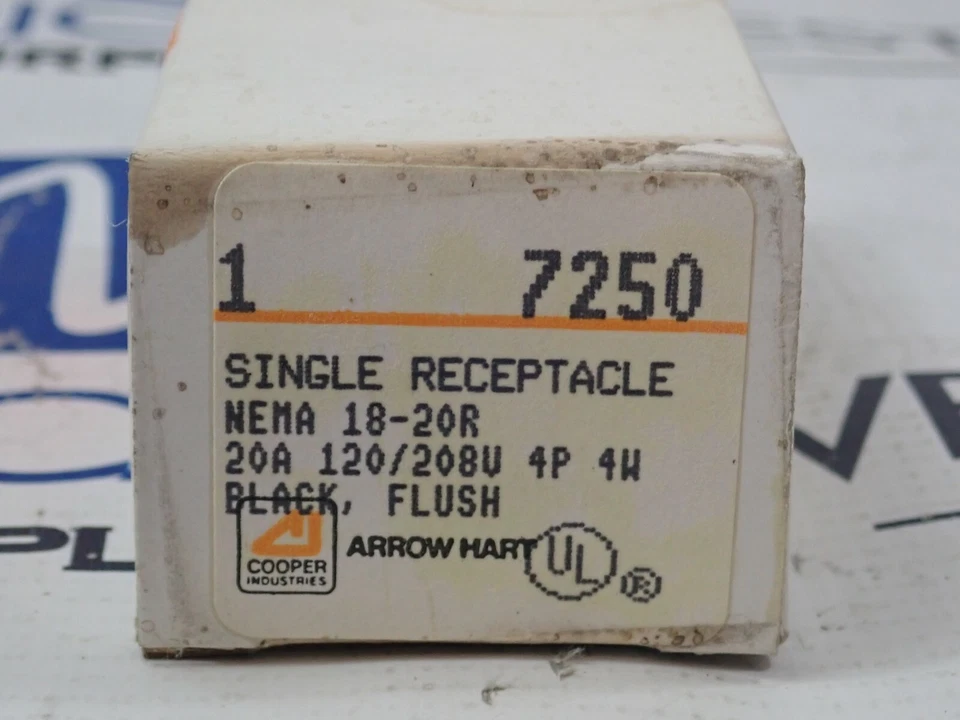 1 7250
SINGLE RECEPTACLE
NEMA 18-20R
20A 120/208V 4P 4W
BLACK, FLUSH
COOPER
INDUSTRIES
ARROW HART
UL
®